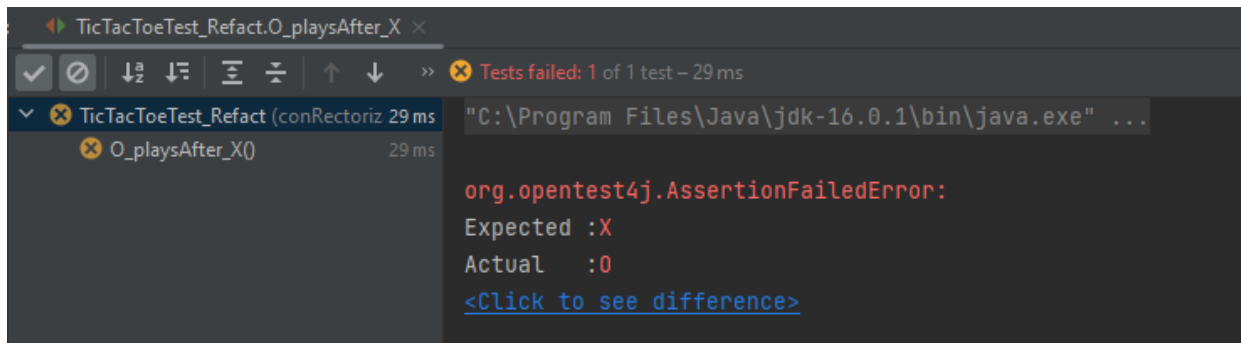 TicTacToeTest_Refact.O_playsAfter_X
Tests failed: 1 of 1 test – 29 ms
TicTacToeTest_Refact (conRectoriz 29 ms
O_playsAfter_X() 29 ms
"C:\Program Files\Java\jdk-16.0.1\bin\java.exe" ...
org.opentest4j.AssertionFailedError:
Expected :X
Actual   :O
<Click to see difference>